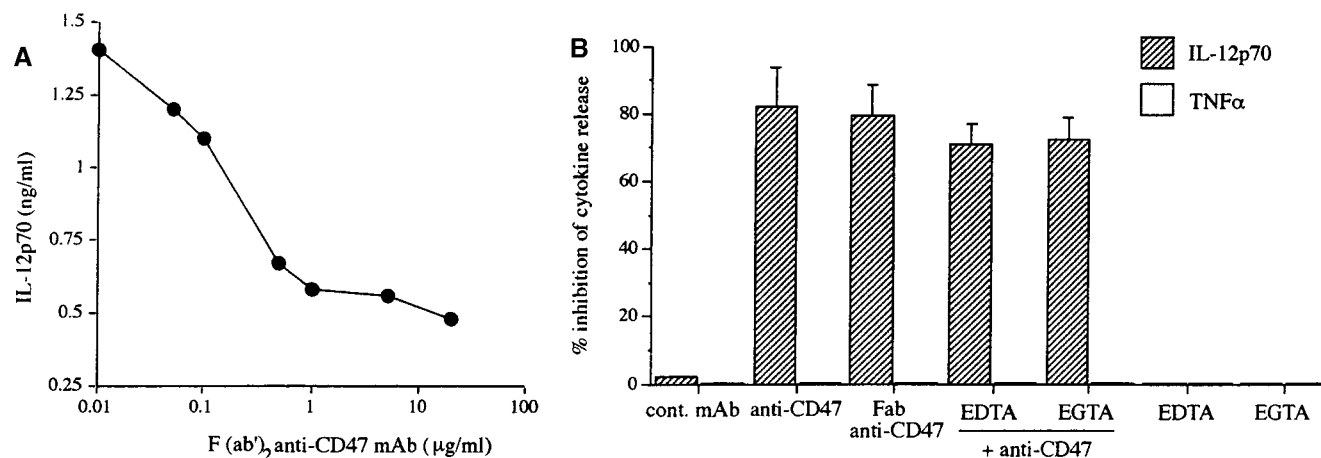 A
IL-12p70 (ng/ml)
1.5
1.25
1
0.75
0.5
0.25
0.01
0.1
1
10
100
F (ab')2 anti-CD47 mAb (μg/ml)
B
% inhibition of cytokine release
100
80
60
40
20
0
IL-12p70
TNFα
cont. mAb
anti-CD47
Fab
anti-CD47
EDTA
EGTA
+ anti-CD47
EDTA
EGTA